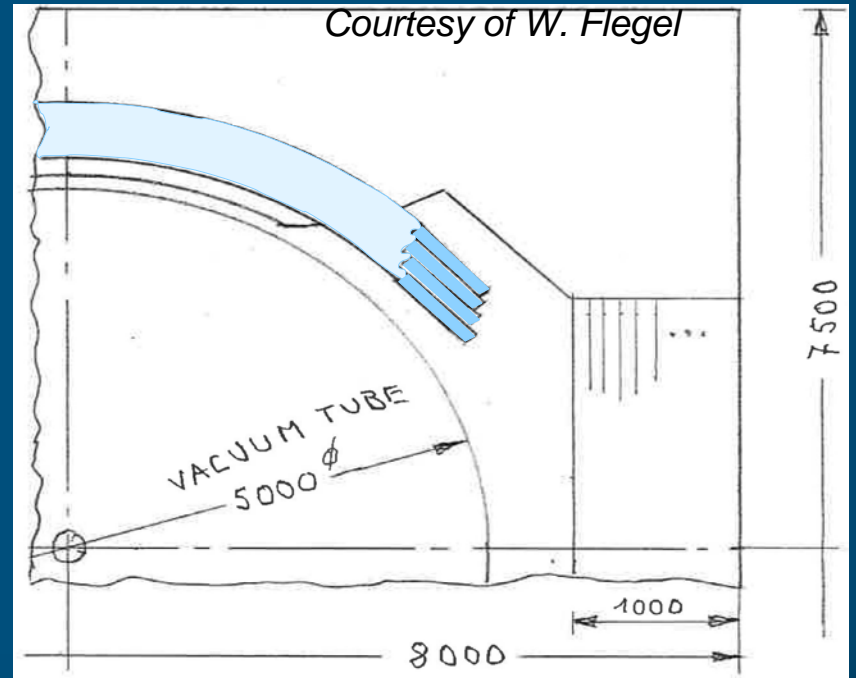 Courtesy of W. Flegel
7500
VACUUM TUBE
5000 ϕ
1000
8000